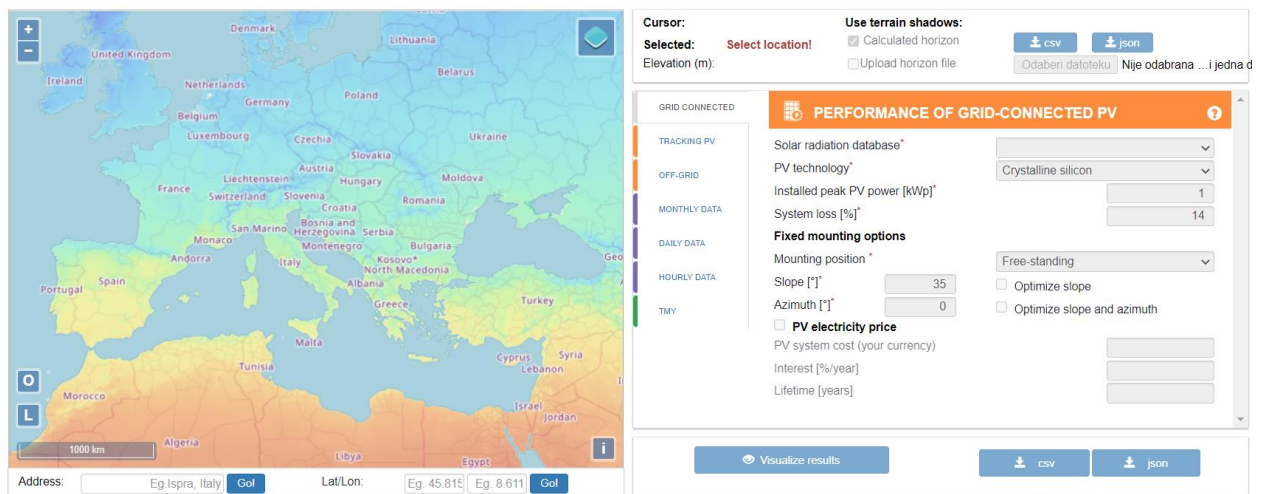 +
-
Denmark
Lithuania
United Kingdom
Ireland
Belarus
Netherlands
Poland
Germany
Belgium
Luxembourg
Czechia
Ukraine
Slovakia
Austria
Liechtenstein
Hungary
Moldova
France
Switzerland
Slovenia
Romania
Croatia
San Marino
Bosnia and
Herzegovina
Serbia
Monaco
Montenegro
Bulgaria
Andorra
Italy
Kosovo*
North Macedonia
Geo
Spain
Albania
Portugal
Greece
Turkey
Malta
Cyprus
Syria
Lebanon
Tunisia
O
Morocco
L
Israel
Jordan
1000 km
Algeria
Libya
Egypt
i
Address: Eg.Ispra, Italy Go! Lat/Lon: Eg. 45.815 Eg. 8.611 Go!
Cursor: Use terrain shadows:
Selected: Select location! Calculated horizon csv json
Elevation (m): Upload horizon file Odaberi datoteku Nije odabrana …i jedna d
GRID CONNECTED
TRACKING PV
OFF-GRID
MONTHLY DATA
DAILY DATA
HOURLY DATA
TMY
PERFORMANCE OF GRID-CONNECTED PV ?
Solar radiation database*
PV technology* Crystalline silicon
Installed peak PV power [kWp]* 1
System loss [%]* 14
Fixed mounting options
Mounting position * Free-standing
Slope [°]* 35 Optimize slope
Azimuth [°]* 0 Optimize slope and azimuth
PV electricity price
PV system cost (your currency)
Interest [%/year]
Lifetime [years]
Visualize results csv json